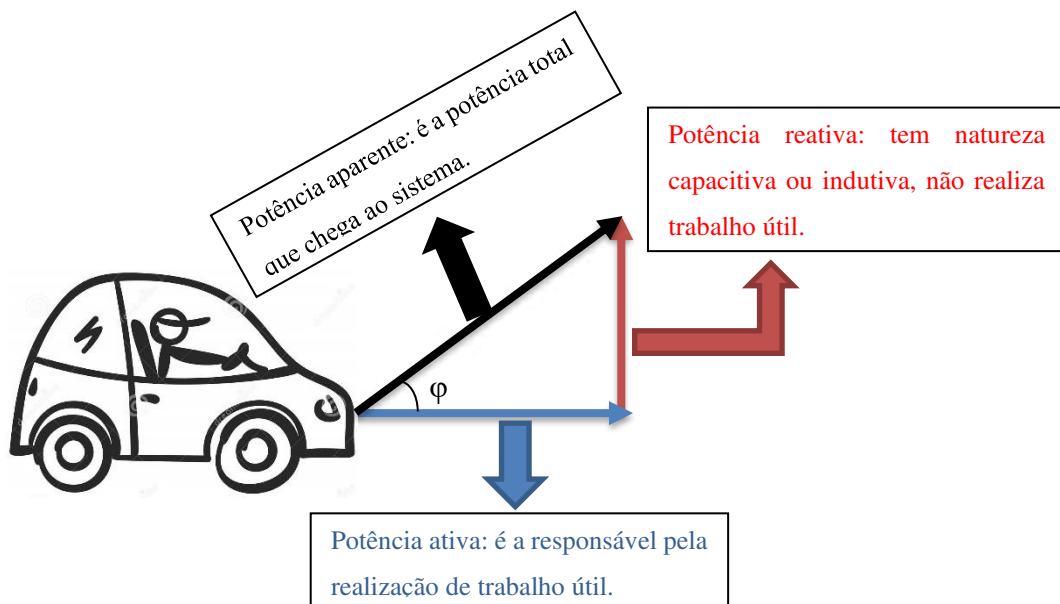 Potência aparente: é a potência total
que chega ao sistema.
Potência reativa: tem natureza
capacitiva ou indutiva, não realiza
trabalho útil.
φ
Potência ativa: é a responsável pela
realização de trabalho útil.